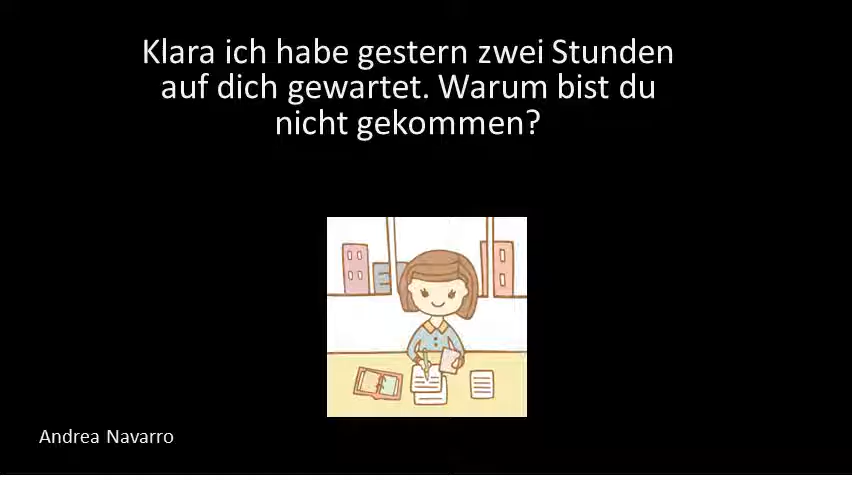 Klara ich habe gestern zwei Stunden
auf dich gewartet. Warum bist du
nicht gekommen?
Andrea Navarro